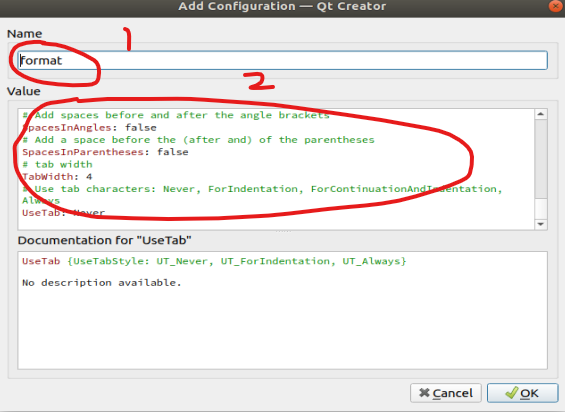 Add Configuration — Qt Creator
Name
1
format
2
Value
# Add spaces before and after the angle brackets
SpacesInAngles: false
# Add a space before the (after and) of the parentheses
SpacesInParentheses: false
# tab width
TabWidth: 4
# Use tab characters: Never, ForIndentation, ForContinuationAndIndentation,
Always
UseTab: Never
Documentation for "UseTab"
UseTab {UseTabStyle: UT_Never, UT_ForIndentation, UT_Always}
No description available.
Cancel OK